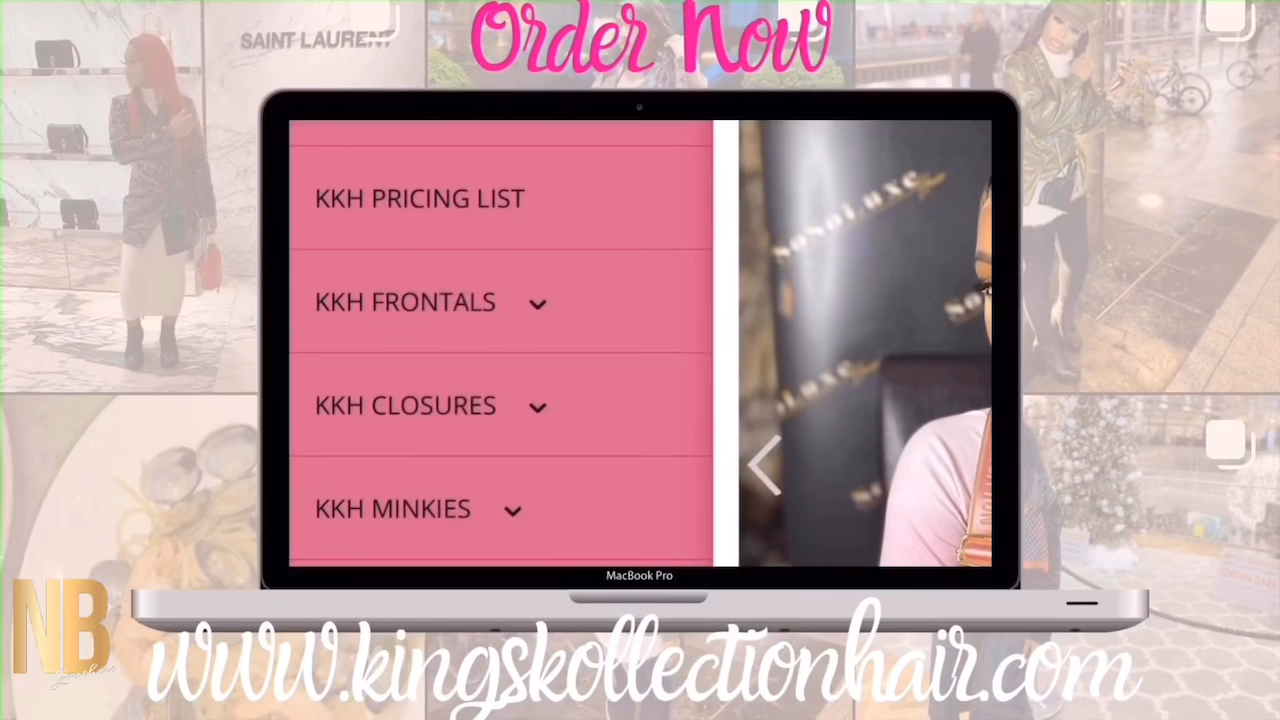 Order Now
SAINT LAURENT
KKH PRICING LIST
SoSoLuxe
KKH FRONTALS
KKH CLOSURES
KKH MINKIES
MacBook Pro
NB
www.kingskollectionhair.com